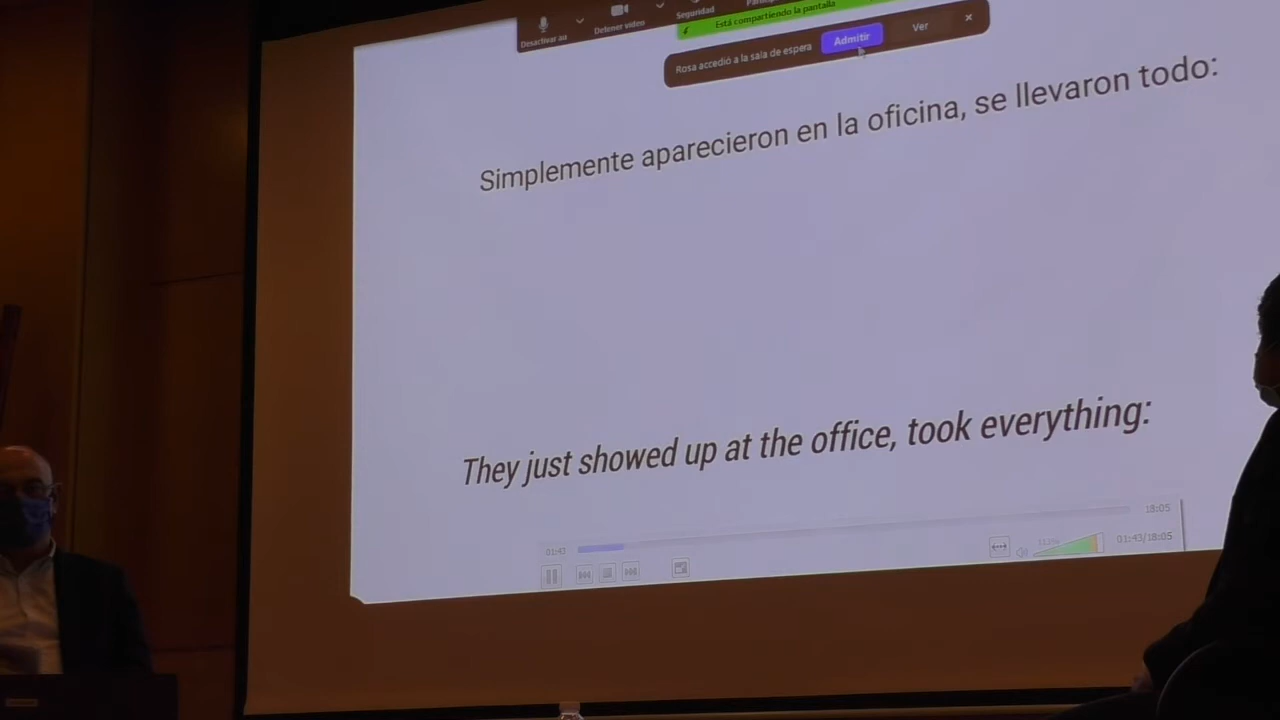 Desactivar au
Detener video
Seguridad
Está compartiendo la pantalla
Rosa accedió a la sala de espera
Admitir
Ver
Simplemente aparecieron en la oficina, se llevaron todo:
They just showed up at the office, took everything:
01:43
18:05
01:43/18:05